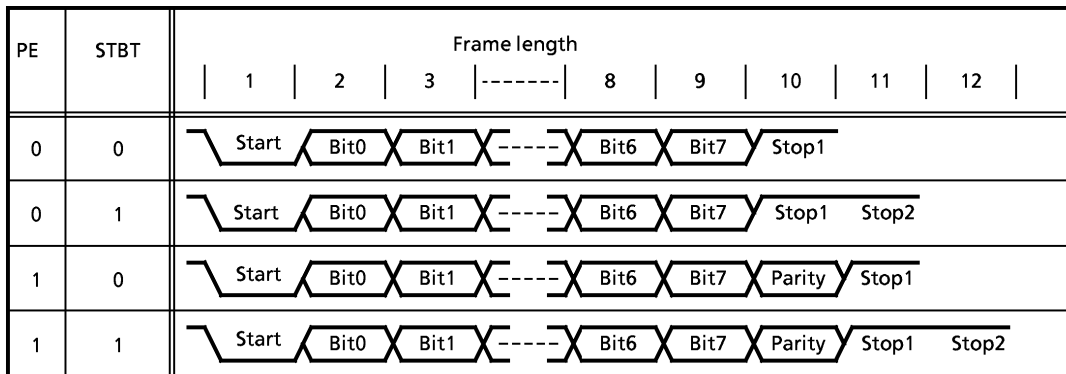 PE STBT Frame length
1 2 3 8 9 10 11 12
0 0 Start Bit0 Bit1 Bit6 Bit7 Stop1
0 1 Start Bit0 Bit1 Bit6 Bit7 Stop1 Stop2
1 0 Start Bit0 Bit1 Bit6 Bit7 Parity Stop1
1 1 Start Bit0 Bit1 Bit6 Bit7 Parity Stop1 Stop2